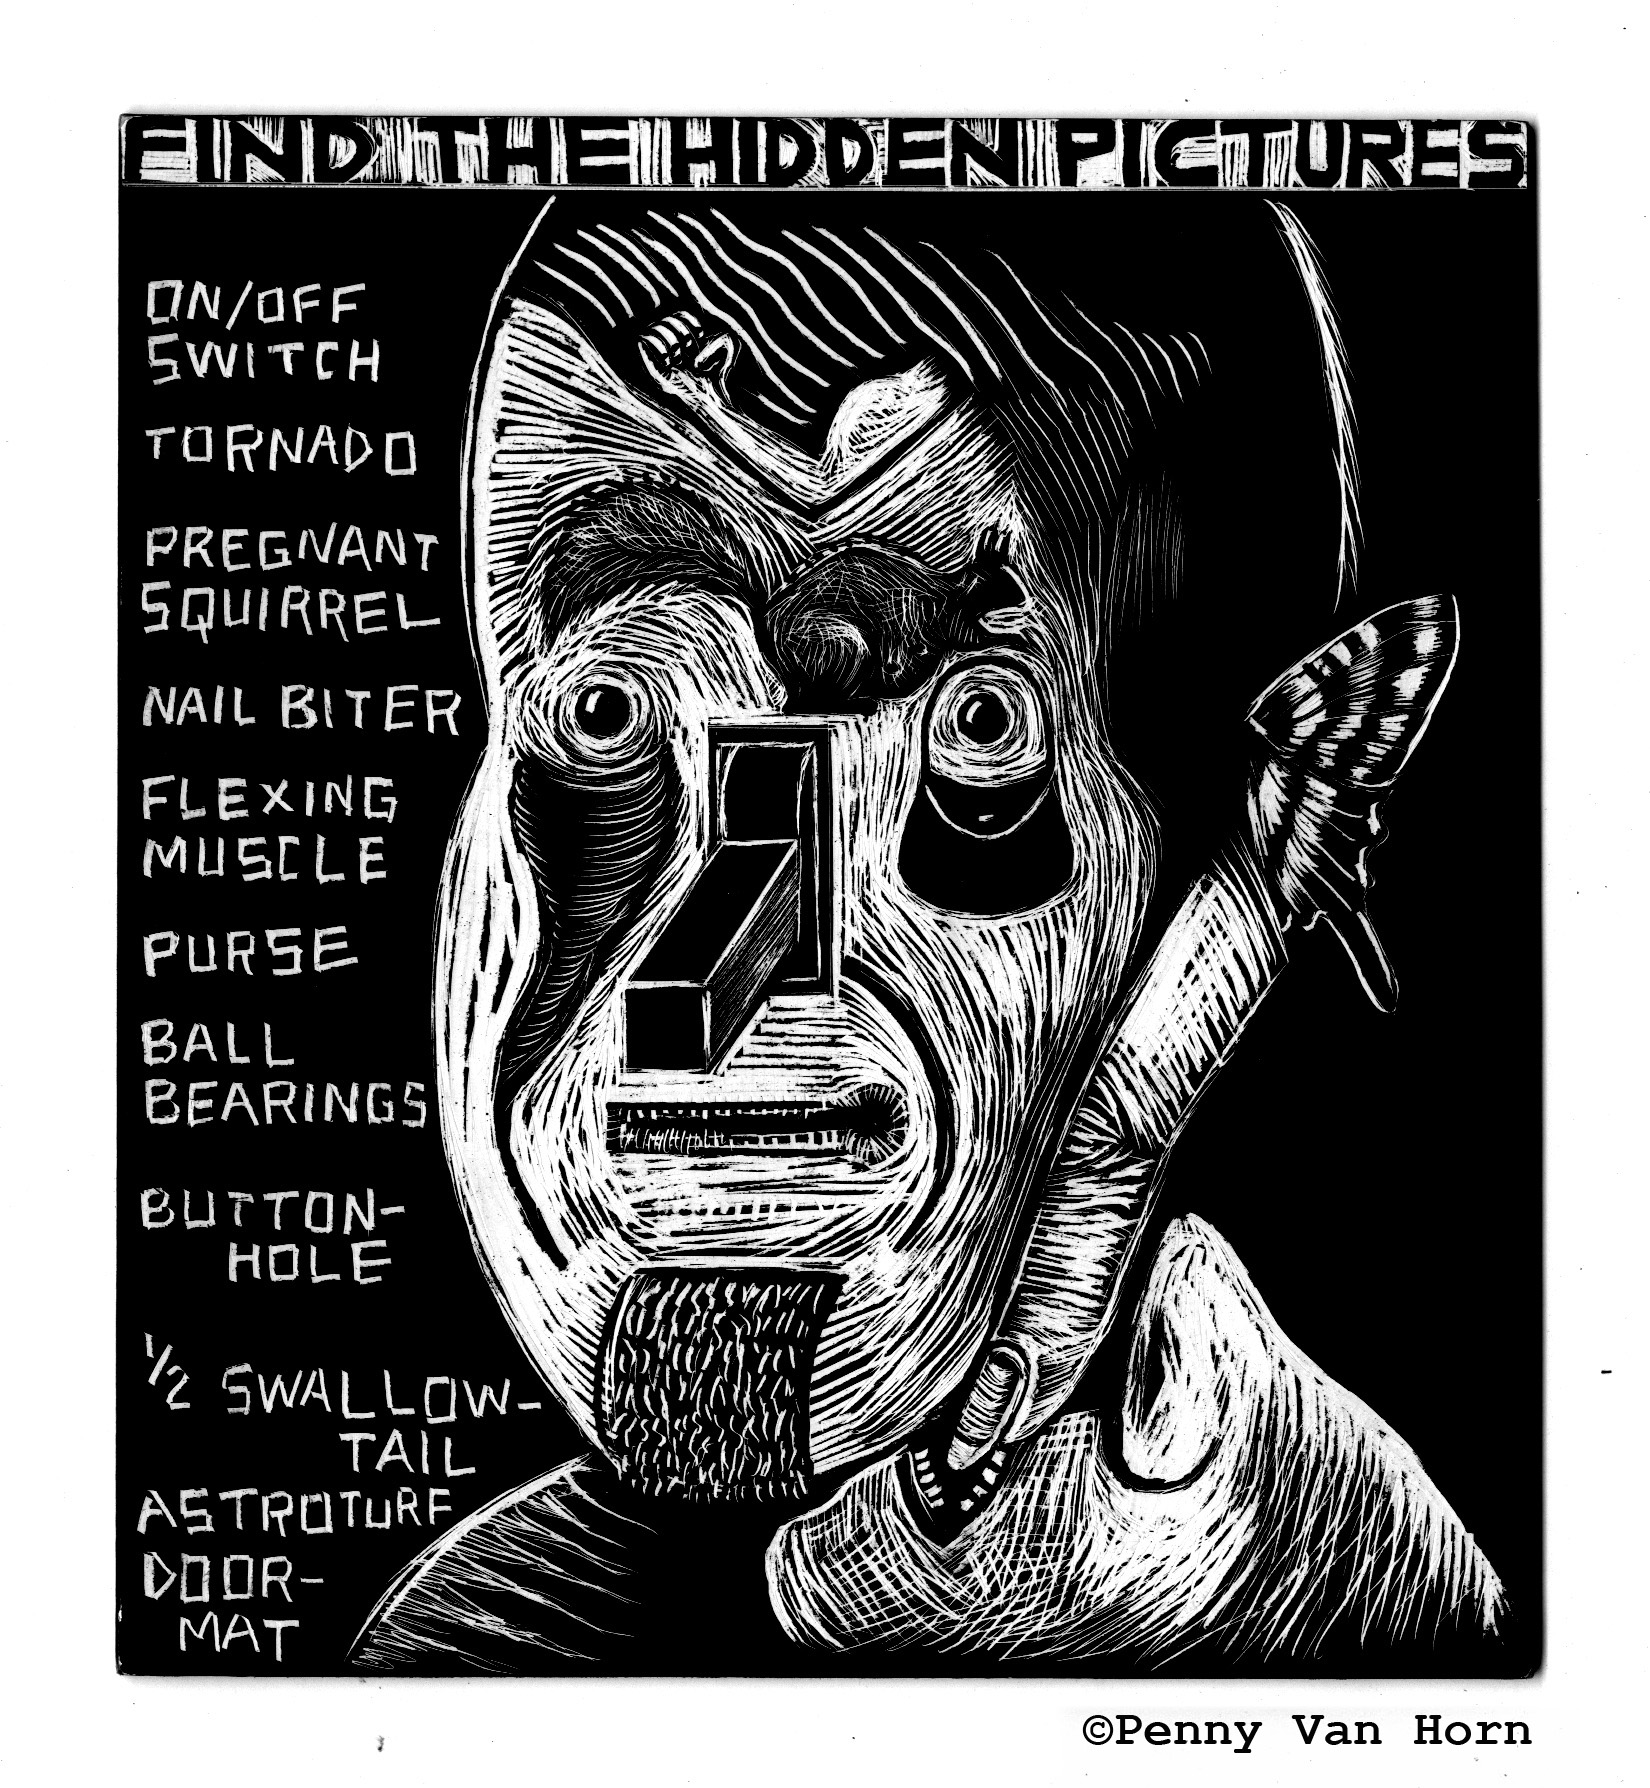 FIND THE HIDDEN PICTURES
ON/OFF
SWITCH
TORNADO
PREGNANT
SQUIRREL
NAIL BITER
FLEXING
MUSCLE
PURSE
BALL
BEARINGS
BUTTON-
HOLE
1/2 SWALLOW-
TAIL
ASTROTURF
DOOR-
MAT
©Penny Van Horn